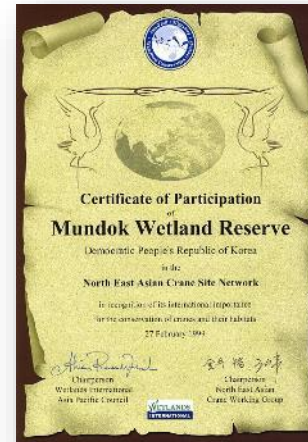 Certificate of Participation
of
Mundok Wetland Reserve
Democratic People's Republic of Korea
in the
North East Asian Crane Site Network
in recognition of its international importance
for the conservation of cranes and their habitats
27 February 1999
Chairperson
Wetlands International
Asia Pacific Council
Chairperson
North East Asian
Crane Working Group
WETLANDS
INTERNATIONAL